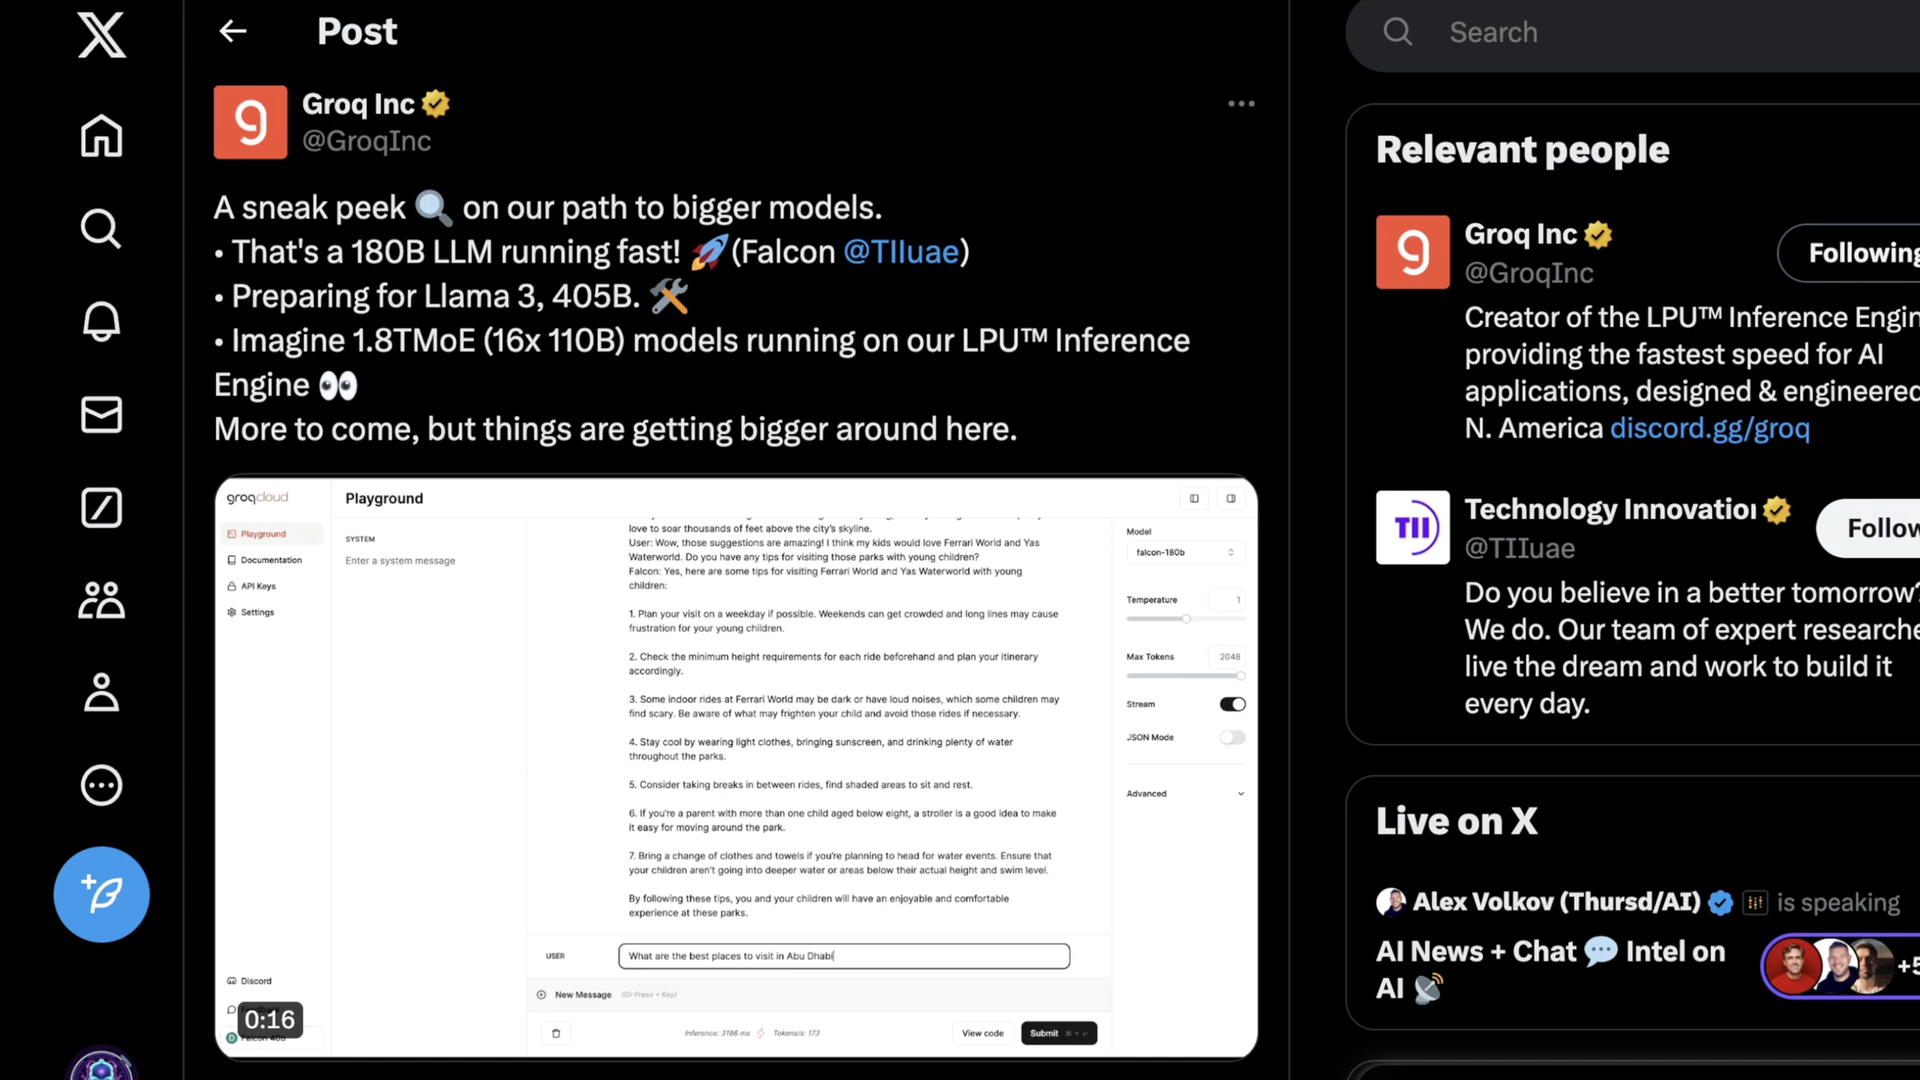 Post
Groq Inc
@GroqInc
A sneak peek 🔍 on our path to bigger models.
• That's a 180B LLM running fast! 🚀(Falcon @TIIuae)
• Preparing for Llama 3, 405B. 🛠️
• Imagine 1.8TMoE (16x 110B) models running on our LPU™ Inference
Engine 👀
More to come, but things are getting bigger around here.
groqcloud
Playground
Documentation
API Keys
Settings
Discord
0:16
Playground
SYSTEM
Enter a system message
love to soar thousands of feet above the city's skyline.
User: Wow, those suggestions are amazing! I think my kids would love Ferrari World and Yas
Waterworld. Do you have any tips for visiting those parks with young children?
Falcon: Yes, here are some tips for visiting Ferrari World and Yas Waterworld with young
children:
1. Plan your visit on a weekday if possible. Weekends can get crowded and long lines may cause
frustration for your young children.
2. Check the minimum height requirements for each ride beforehand and plan your itinerary
accordingly.
3. Some indoor rides at Ferrari World may be dark or have loud noises, which some children may
find scary. Be aware of what may frighten your child and avoid those rides if necessary.
4. Stay cool by wearing light clothes, bringing sunscreen, and drinking plenty of water
throughout the parks.
5. Consider taking breaks in between rides, find shaded areas to sit and rest.
6. If you're a parent with more than one child aged below eight, a stroller is a good idea to make
it easy for moving around the park.
7. Bring a change of clothes and towels if you're planning to head for water events. Ensure that
your children aren't going into deeper water or areas below their actual height and swim level.
By following these tips, you and your children will have an enjoyable and comfortable
experience at these parks.
USER
What are the best places to visit in Abu Dhabi
New Message (Or Press + Key)
Inference: 3186 ms Tokens/s: 173
View code
Submit
Model
falcon-180b
Temperature 1
Max Tokens 2048
Stream
JSON Mode
Advanced
Search
Relevant people
Groq Inc
@GroqInc
Following
Creator of the LPU™ Inference Engin
providing the fastest speed for AI
applications, designed & engineered
N. America discord.gg/groq
TII
Technology Innovation
@TIIuae
Follow
Do you believe in a better tomorrow?
We do. Our team of expert researche
live the dream and work to build it
every day.
Live on X
Alex Volkov (Thursd/AI) is speaking
AI News + Chat 💬 Intel on
AI 📡
+5